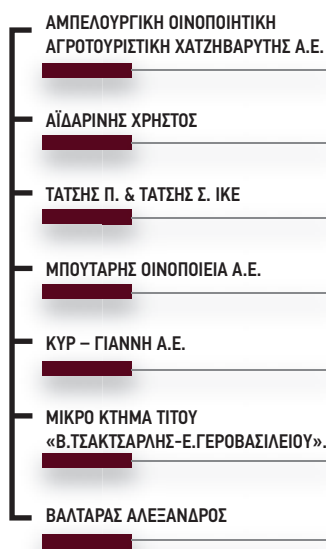 ΑΜΠΕΛΟΥΡΓΙΚΗ ΟΙΝΟΠΟΙΗΤΙΚΗ
ΑΓΡΟΤΟΥΡΙΣΤΙΚΗ ΧΑΤΖΗΒΑΡΥΤΗΣ Α.Ε.
ΑΪΔΑΡΙΝΗΣ ΧΡΗΣΤΟΣ
ΤΑΤΣΗΣ Π. & ΤΑΤΣΗΣ Σ. ΙΚΕ
ΜΠΟΥΤΑΡΗΣ ΟΙΝΟΠΟΙΕΙΑ Α.Ε.
ΚΥΡ – ΓΙΑΝΝΗ Α.Ε.
ΜΙΚΡΟ ΚΤΗΜΑ ΤΙΤΟΥ
«Β.ΤΣΑΚΤΣΑΡΛΗΣ-Ε.ΓΕΡΟΒΑΣΙΛΕΙΟΥ».
ΒΑΛΤΑΡΑΣ ΑΛΕΞΑΝΔΡΟΣ